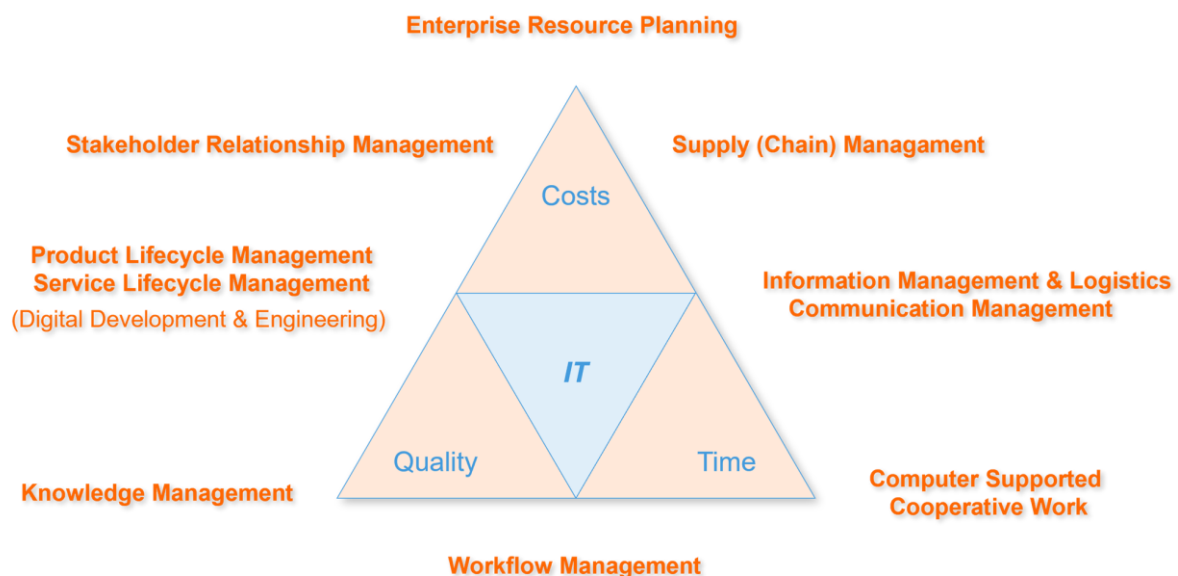 Enterprise Resource Planning
Stakeholder Relationship Management
Supply (Chain) Managament
Costs
Product Lifecycle Management
Service Lifecycle Management
(Digital Development & Engineering)
Information Management & Logistics
Communication Management
IT
Quality
Time
Knowledge Management
Computer Supported
Cooperative Work
Workflow Management